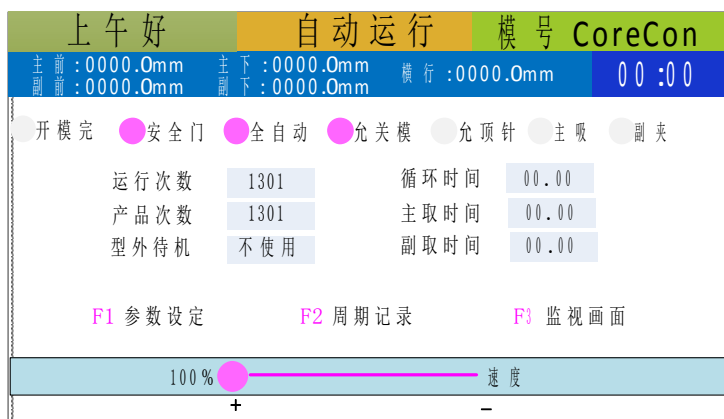 上午好 自动运行 模号 CoreCon
主前:0000.0mm 主下:0000.0mm 横行:0000.0mm 00:00
副前:0000.0mm 副下:0000.0mm
开模完 安全门 全自动 允关模 允顶针 主吸 副夹
运行次数 1301 循环时间 00.00
产品次数 1301 主取时间 00.00
型外待机 不使用 副取时间 00.00
F1 参数设定 F2 周期记录 F3 监视画面
100% 速度
+ −